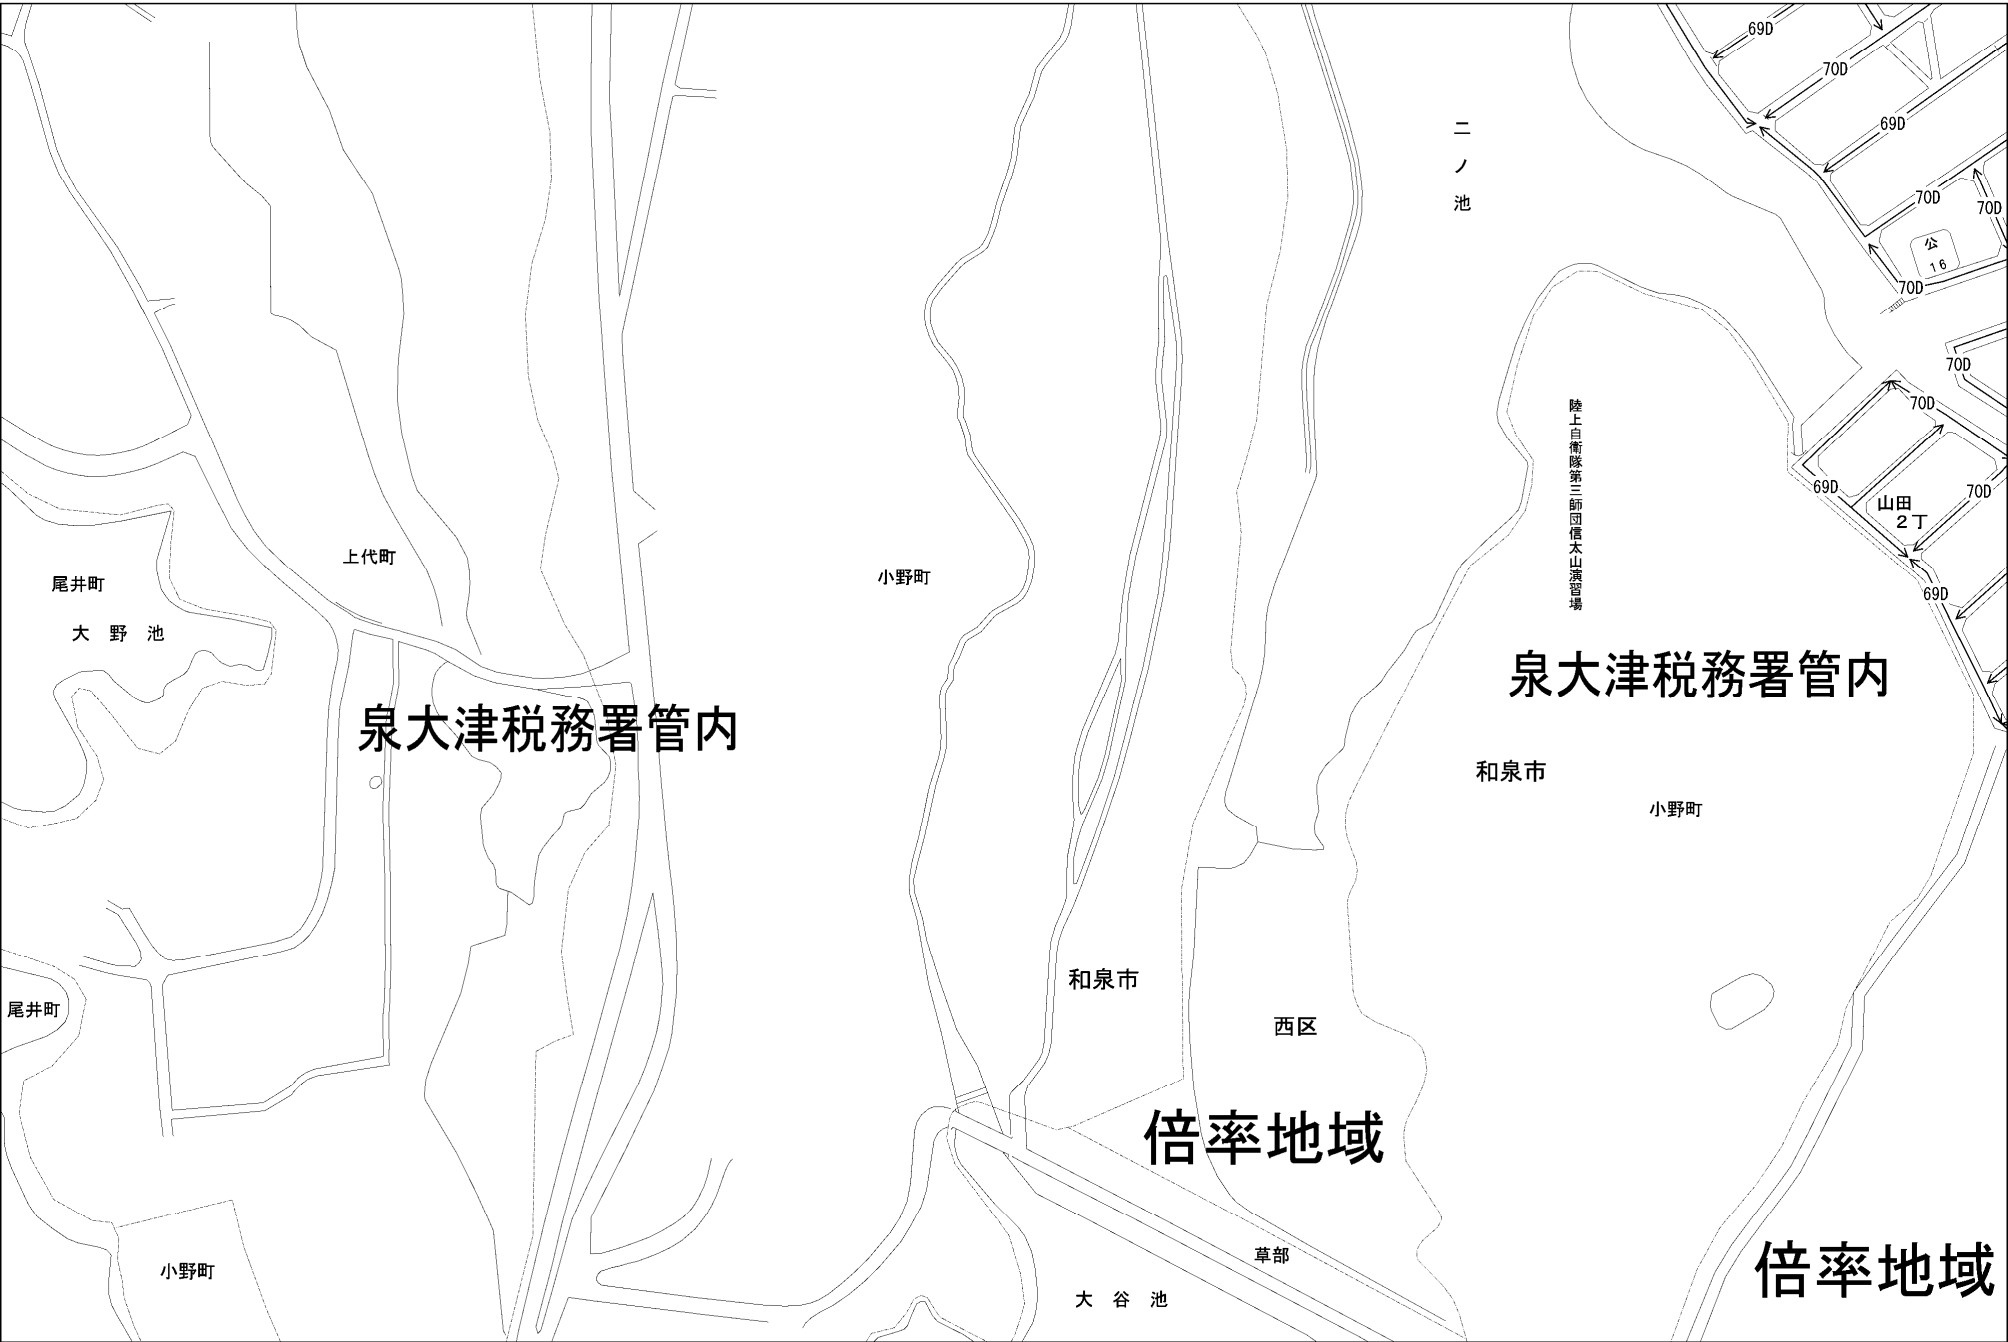 69D
70D
69D
70D
70D
公
16
70D
70D
70D
69D
70D
山田
2丁
69D
ニノ池
陸上自衛隊第三師団信太山演習場
上代町
尾井町
大野池
小野町
泉大津税務署管内
泉大津税務署管内
和泉市
小野町
和泉市
尾井町
西区
倍率地域
草部
小野町
大谷池
倍率地域